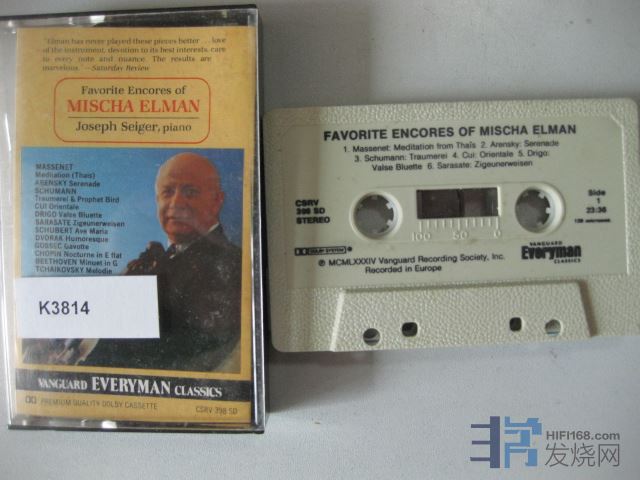 "Elman has never played these pieces better . . . love
of the instrument, devotion to its best interests, care
to every note and nuance. The results are
marvelous." — Saturday Review
Favorite Encores of
MISCHA ELMAN
Joseph Seiger, piano
MASSENET
Meditation (Thais)
ARENSKY Serenade
SCHUMANN
Traumerei & Prophet Bird
CUI Orientale
DRIGO Valse Bluette
SARASATE Zigeunerweisen
SCHUBERT Ave Maria
DVORAK Humoresque
GOSSEC Gavotte
CHOPIN Nocturne in E flat
BEETHOVEN Minuet in G
TCHAIKOVSKY Melodie
K3814
VANGUARD EVERYMAN CLASSICS
PREMIUM QUALITY DOLBY CASSETTE
CSRV 398 SD
FAVORITE ENCORES OF MISCHA ELMAN
1. Massenet: Meditation from Thaïs 2. Arensky: Serenade
3. Schumann: Traumerei 4. Cui: Orientale 5. Drigo:
Valse Bluette 6. Sarasate: Zigeunerweisen
CSRV
398 SD
STEREO
Side
1
23:36
100 50 0
DOLBY SYSTEM
VANGUARD
Everyman
CLASSICS
℗ MCMLXXXIV Vanguard Recording Society, Inc.
Recorded in Europe
HIFI168.com
发烧网